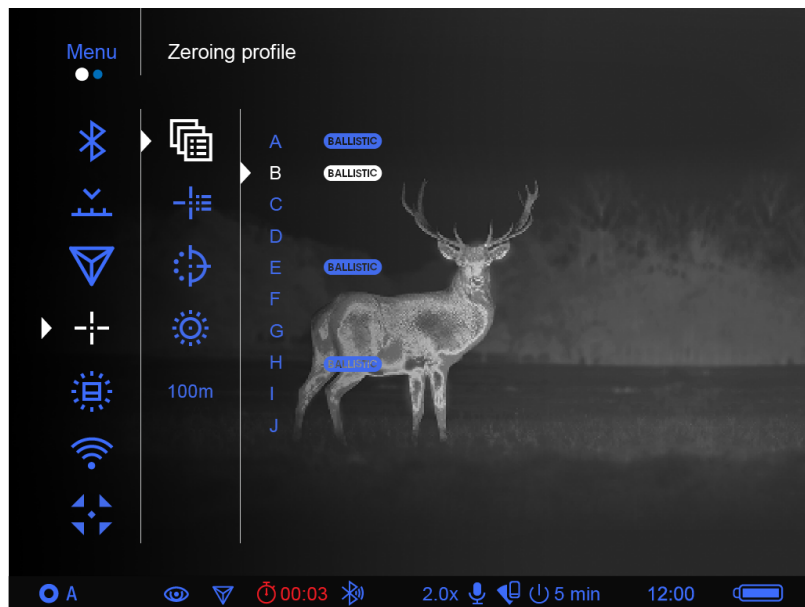 Menu
Zeroing profile
A BALLISTIC
B BALLISTIC
C
D
E BALLISTIC
F
G
H BALLISTIC
I
J
100m
A 00:03 2.0x 5 min 12:00